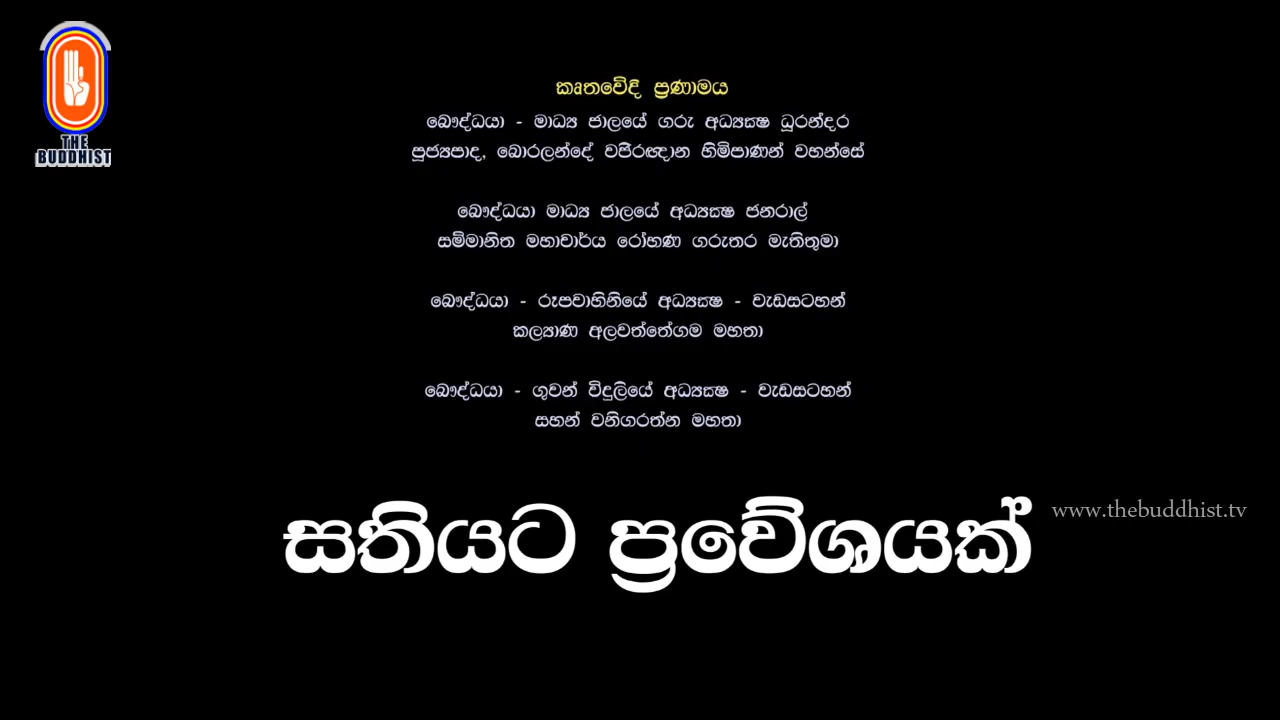 THE
BUDDHIST
කෘතවේදි ප්‍රණාමය
බෞද්ධයා - මාධ්‍ය ජාලයේ ගරු අධ්‍යක්‍ෂ ධුරන්දර
පූජ්‍යපාද, බොරලන්දේ වජිරඥාන හිමිපාණන් වහන්සේ
බෞද්ධයා මාධ්‍ය ජාලයේ අධ්‍යක්‍ෂ ජනරාල්
සම්මානිත මහාචාර්ය රෝහණ ගරුතර මැතිතුමා
බෞද්ධයා - රූපවාහිනියේ අධ්‍යක්‍ෂ - වැඩසටහන්
කල්‍යාණ අලවත්තේගම මහතා
බෞද්ධයා - ගුවන් විදුලියේ අධ්‍යක්‍ෂ - වැඩසටහන්
සහන් වනිගරත්න මහතා
සතියට ප්‍රවේශයක්
www.thebuddhist.tv